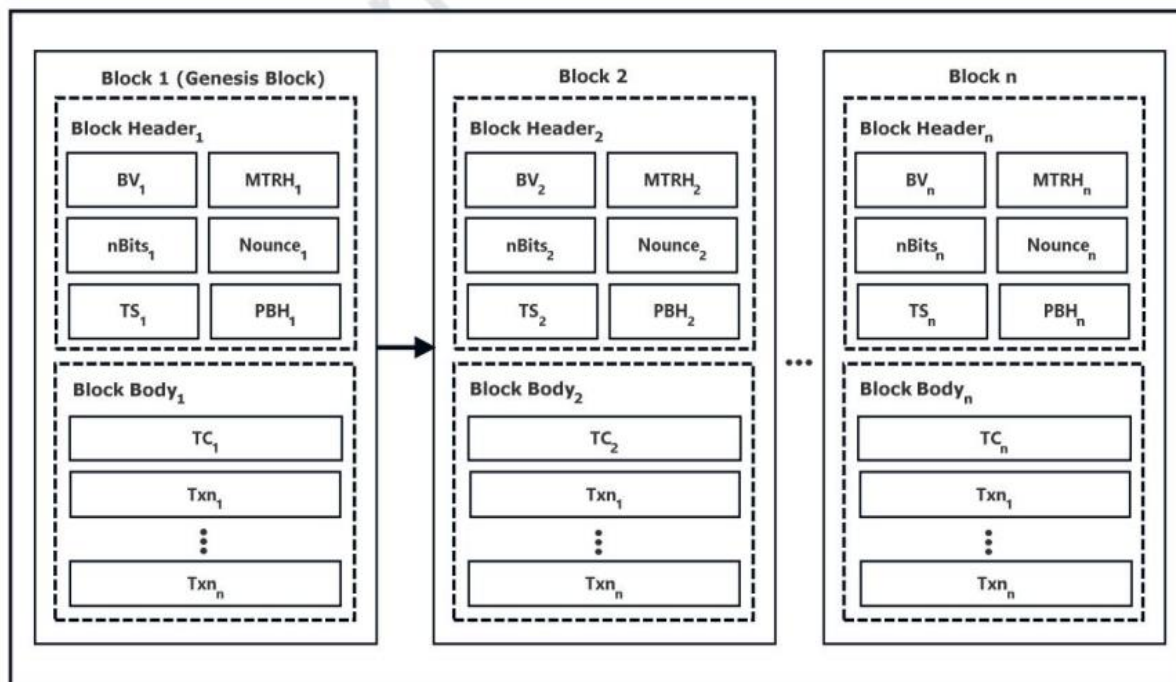 Block 1 (Genesis Block)
Block Header₁
BV₁ MTRH₁
nBits₁ Nounce₁
TS₁ PBH₁
Block Body₁
TC₁
Txn₁
Txnₙ
Block 2
Block Header₂
BV₂ MTRH₂
nBits₂ Nounce₂
TS₂ PBH₂
Block Body₂
TC₂
Txn₁
Txnₙ
...
Block n
Block Headerₙ
BVₙ MTRHₙ
nBitsₙ Nounceₙ
TSₙ PBHₙ
Block Bodyₙ
TCₙ
Txn₁
Txnₙ